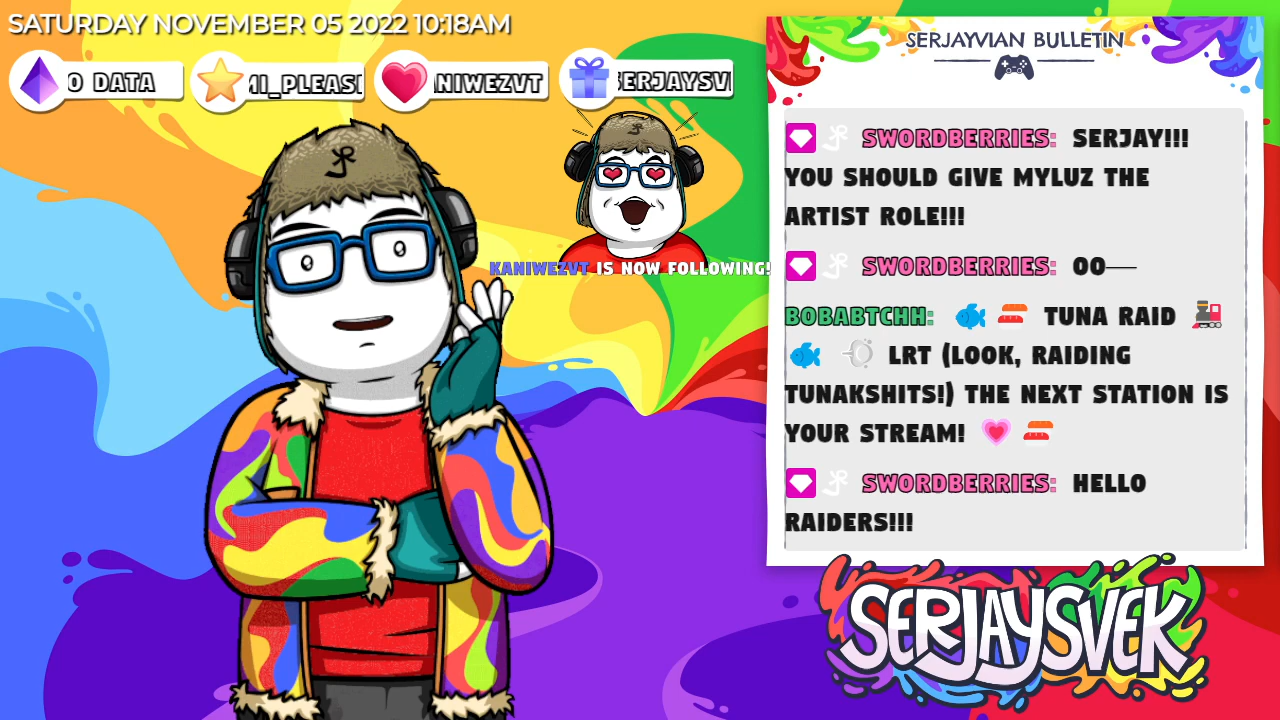 SATURDAY NOVEMBER 05 2022 10:18AM
O DATA
NIWEZVT
SERJAYSV
KANIWEZVT IS NOW FOLLOWING!
SERJAYVIAN BULLETIN
SWORDBERRIES: SERJAY!!!
YOU SHOULD GIVE MYLUZ THE
ARTIST ROLE!!!
SWORDBERRIES: OO—
BOBABTCHH: TUNA RAID
LRT (LOOK, RAIDING
TUNAKSHITS!) THE NEXT STATION IS
YOUR STREAM!
SWORDBERRIES: HELLO
RAIDERS!!!
SERJAYSVEK